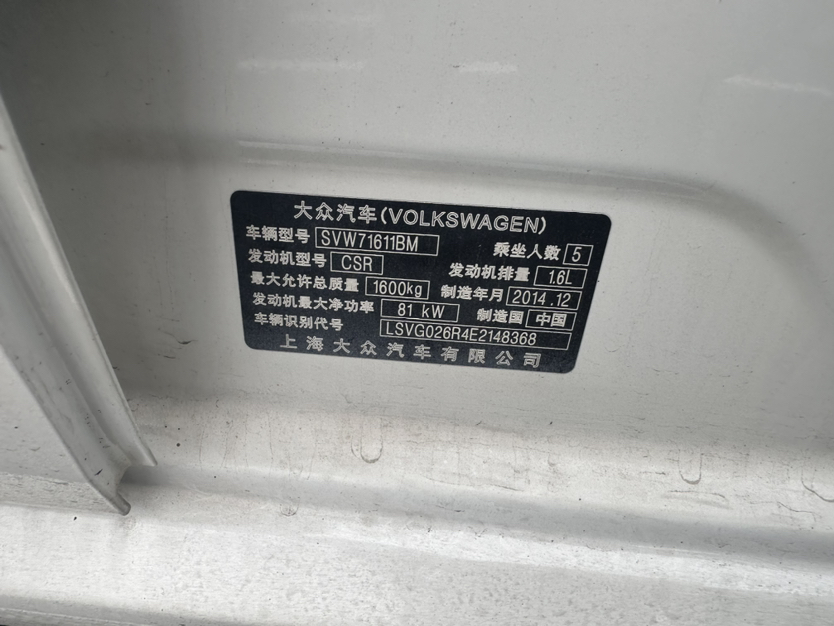 大众汽车(VOLKSWAGEN)
车辆型号 SVW71611BM 乘坐人数 5
发动机型号 CSR 发动机排量 1.6L
最大允许总质量 1600kg 制造年月 2014.12
发动机最大净功率 81 kW 制造国 中国
车辆识别代号 LSVG026R4E2148368
上海大众汽车有限公司